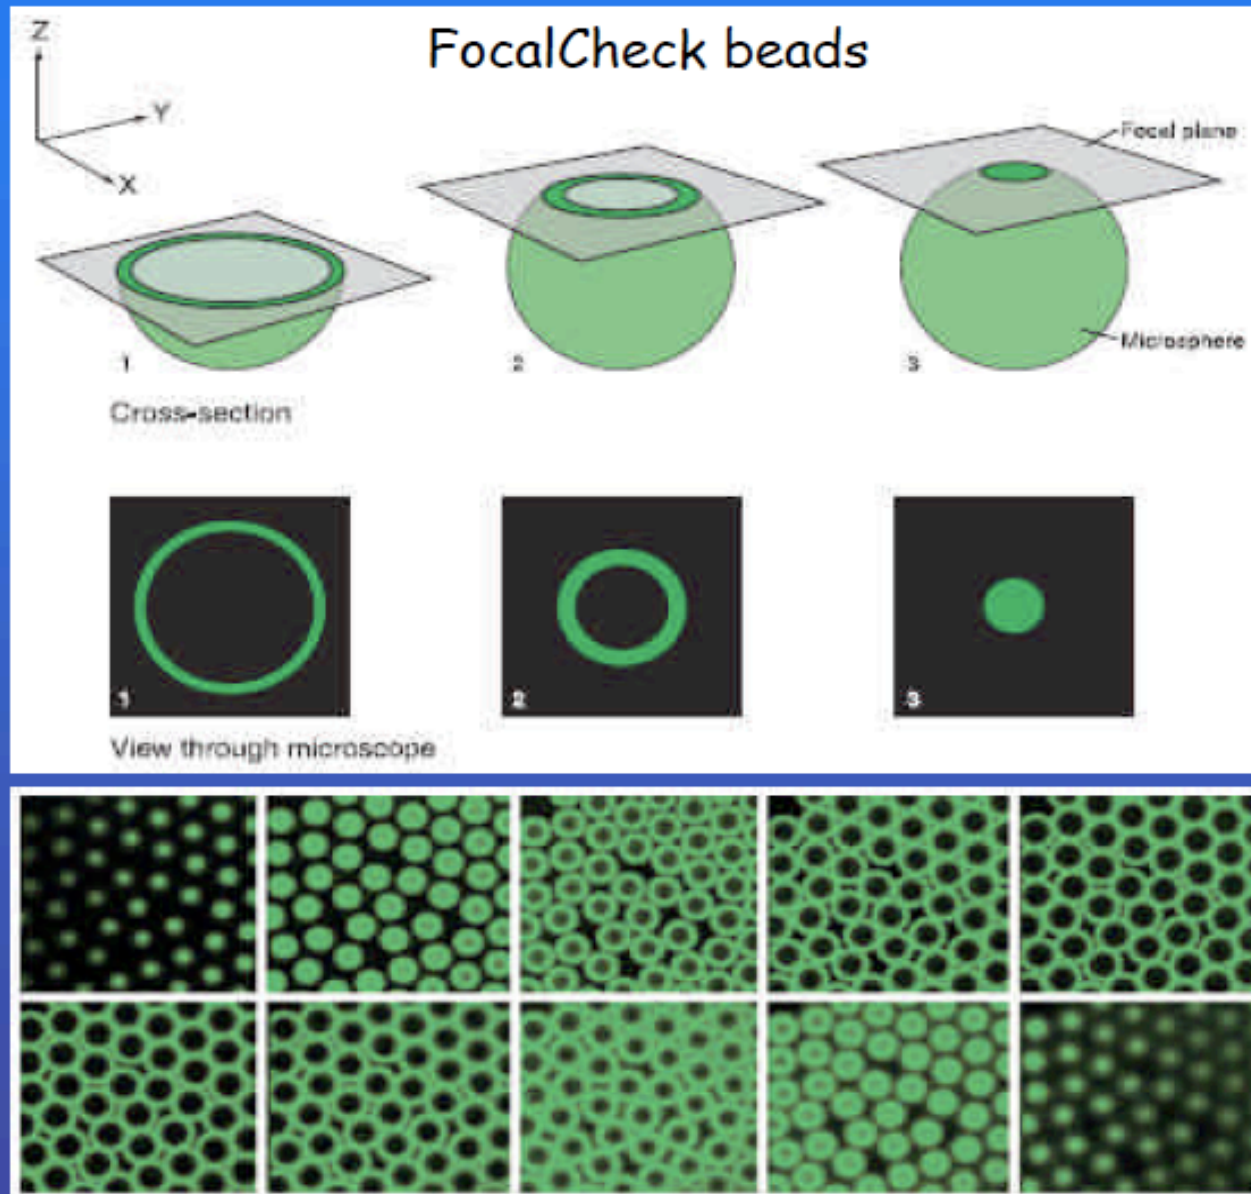 FocalCheck beads
Z
Y
X
Focal plane
Microsphere
1
2
3
Cross-section
1
2
3
View through microscope